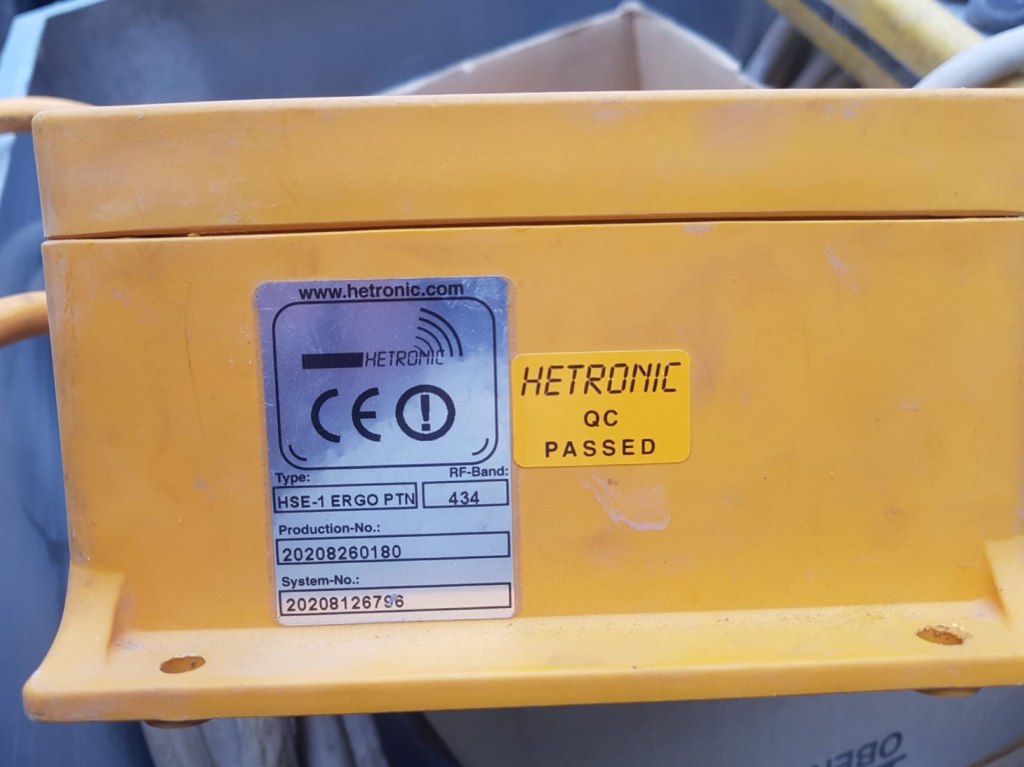 www.hetronic.com
HETRONIC
CE
Type:
RF-Band:
HSE-1 ERGO PTN
434
Production-No.:
20208260180
System-No.:
20208126796
HETRONIC
QC
PASSED